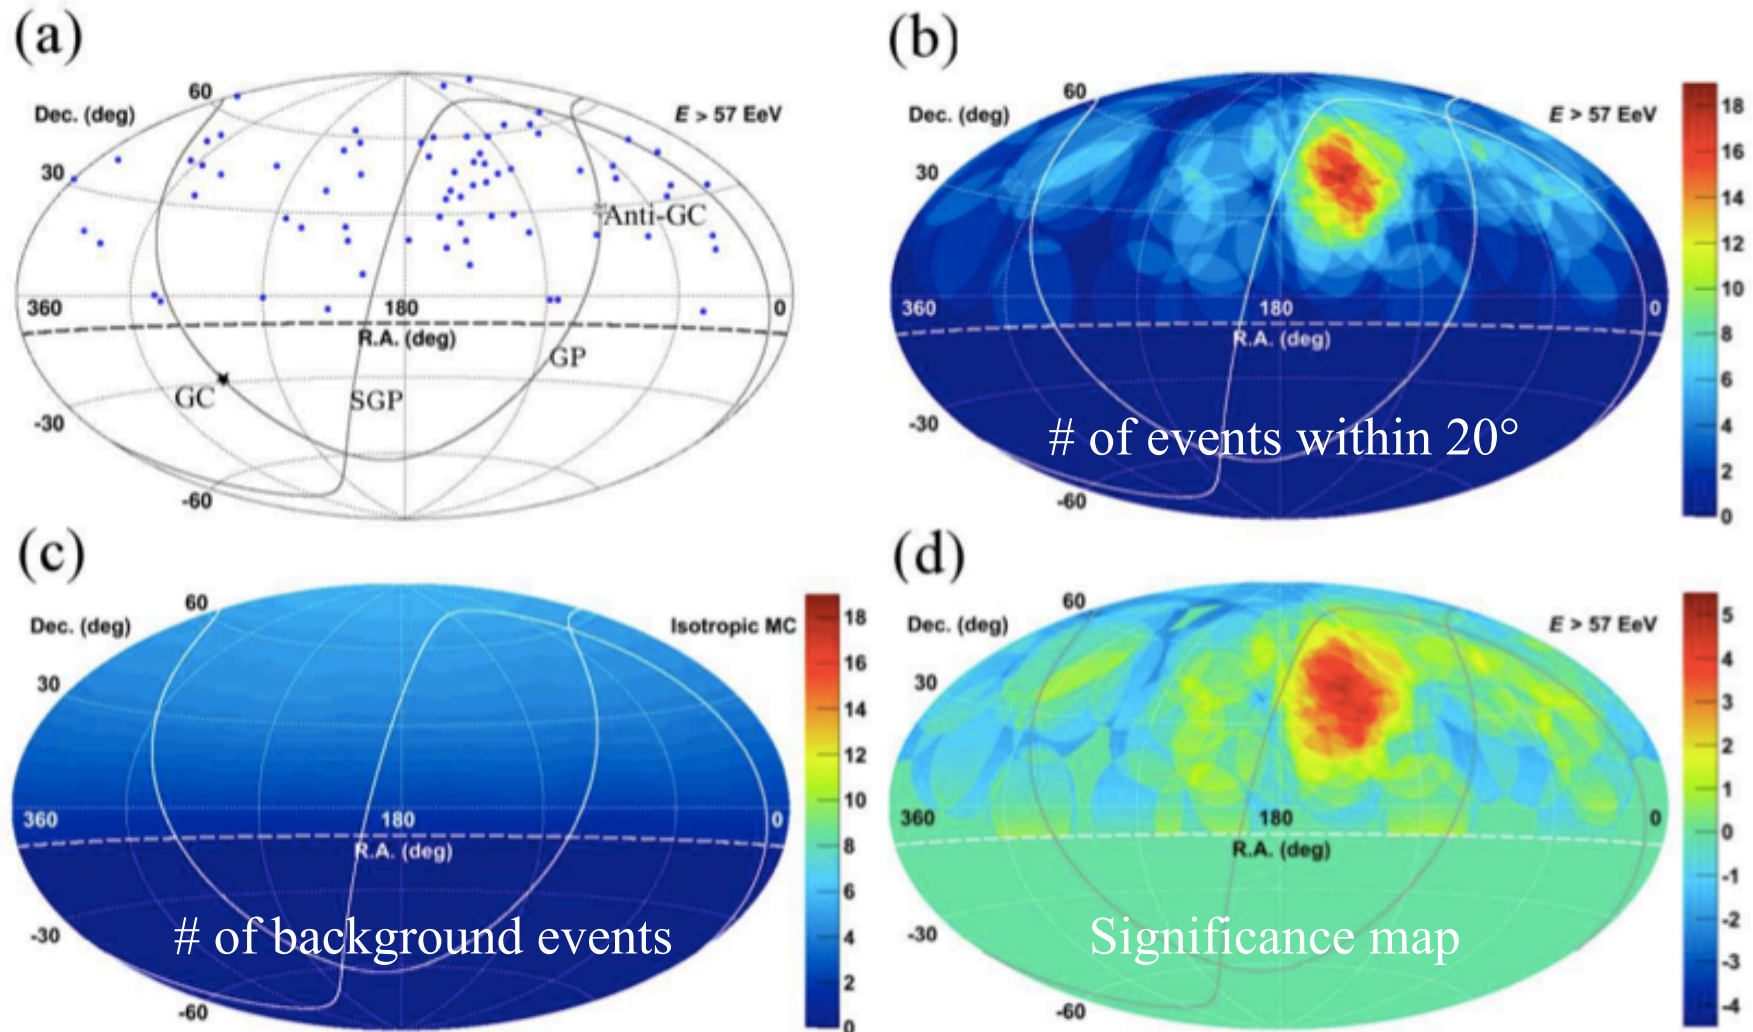 (a)
60
Dec. (deg)
E > 57 EeV
30
Anti-GC
360
180
0
R.A. (deg)
GP
GC
SGP
-30
-60
(b)
60
Dec. (deg)
E > 57 EeV
30
360
180
0
R.A. (deg)
-30
# of events within 20°
-60
18
16
14
12
10
8
6
4
2
0
(c)
60
Dec. (deg)
Isotropic MC
30
360
180
0
R.A. (deg)
-30
# of background events
-60
18
16
14
12
10
8
6
4
2
0
(d)
60
Dec. (deg)
E > 57 EeV
30
360
180
0
R.A. (deg)
-30
Significance map
-60
5
4
3
2
1
0
-1
-2
-3
-4